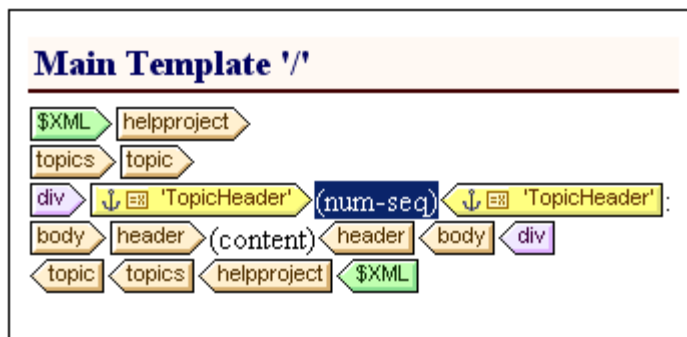 Main Template '/'
$XML helpproject
topics topic
div 'TopicHeader' (num-seq) 'TopicHeader' :
body header (content) header body div
topic topics helpproject $XML